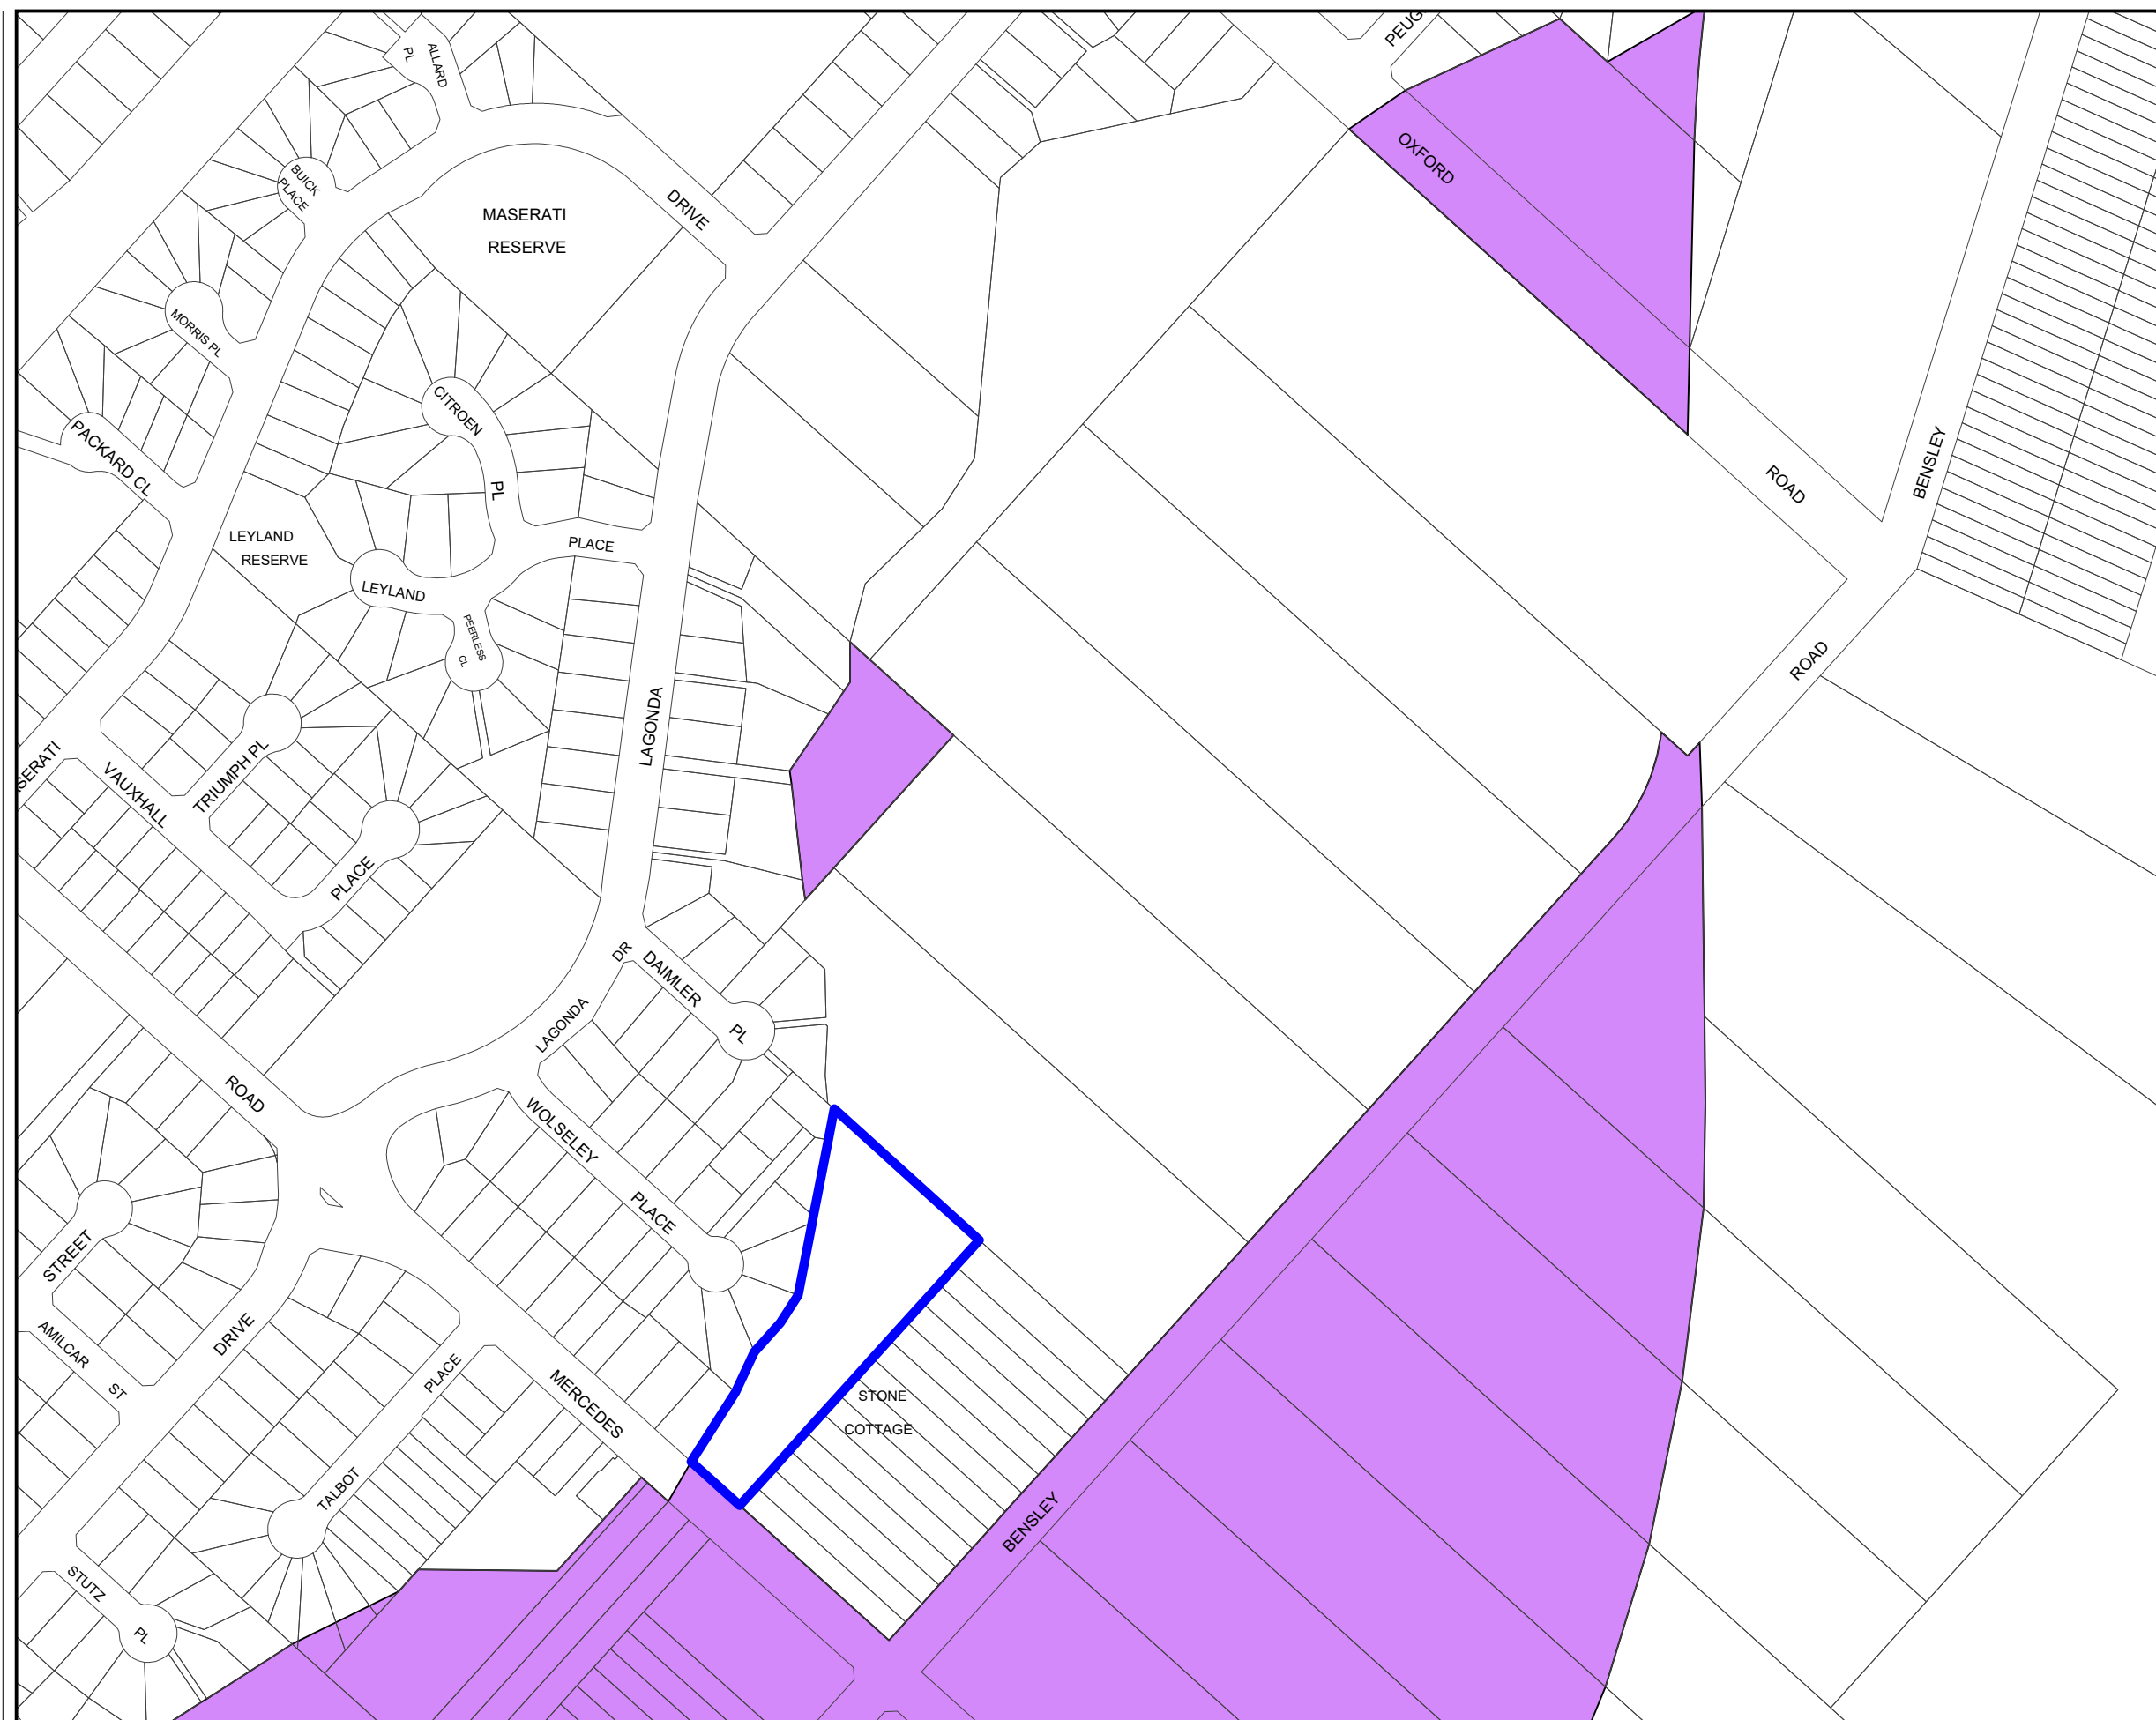 PEUG
ALLARD
PL
OXFORD
BUICK
PLACE
MASERATI
RESERVE
DRIVE
MORRIS PL
CITROEN
PL
PACKARD CL
ROAD
BENSLEY
LEYLAND
RESERVE
PLACE
LEYLAND
PEERLESS
CL
ROAD
LAGONDA
SERATI
VAUXHALL
TRIUMPH PL
PLACE
DR
DAIMLER
PL
LAGONDA
ROAD
WOLSELEY
PLACE
STREET
AMILCAR
ST
DRIVE
PLACE
MERCEDES
STONE
COTTAGE
TALBOT
BENSLEY
STUTZ
PL